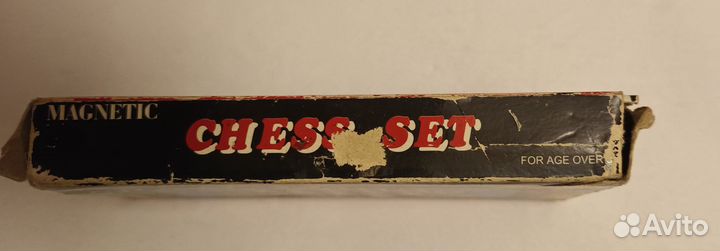 MAGNETIC
CHESS SET
FOR AGE OVER
Avito